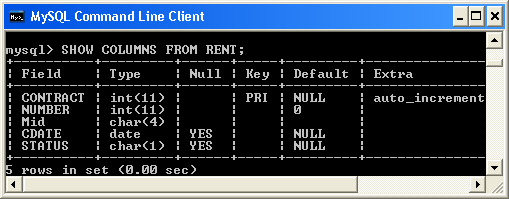 MySQL Command Line Client
mysql> SHOW COLUMNS FROM RENT;
+----------+---------+------+-----+---------+----------------
| Field | Type | Null | Key | Default | Extra
+----------+---------+------+-----+---------+----------------
| CONTRACT | int(11) | | PRI | NULL | auto_increment
| NUMBER | int(11) | | | 0 |
| Mid | char(4) | | | |
| CDATE | date | YES | | NULL |
| STATUS | char(1) | YES | | NULL |
+----------+---------+------+-----+---------+----------------
5 rows in set (0.00 sec)